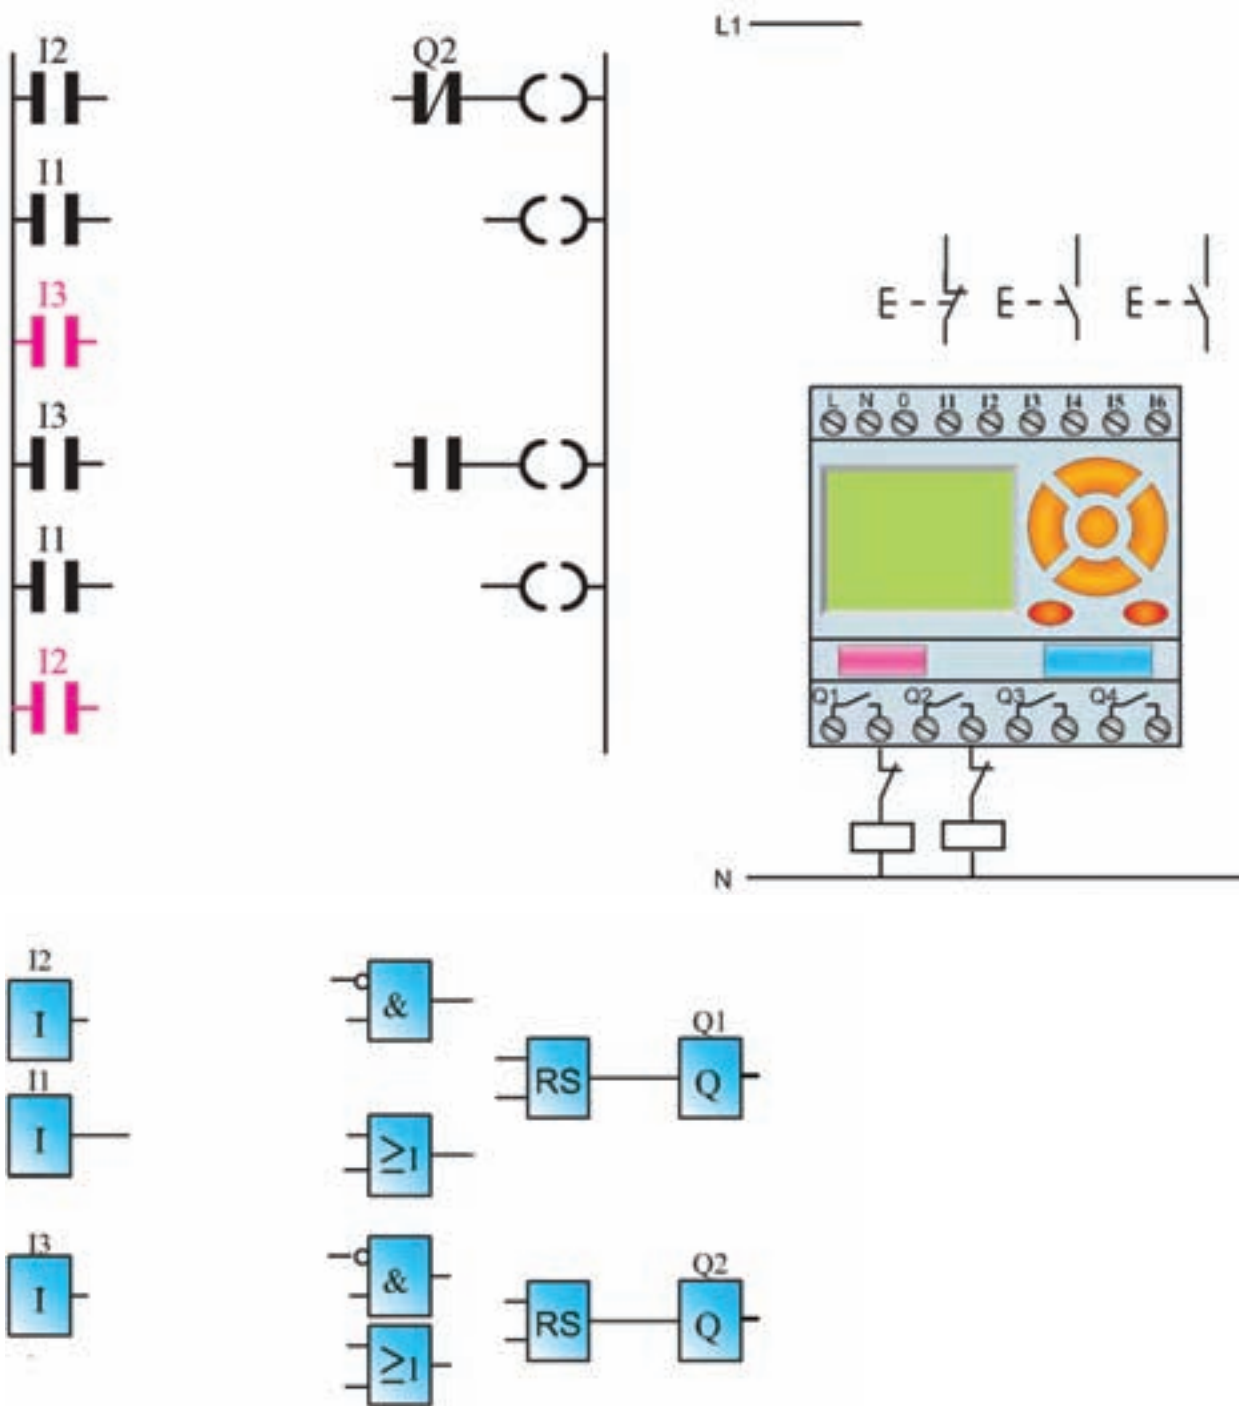 I2
Q2
I1
I3
I3
I1
I2
L1
E E E
L N 0 I1 I2 I3 I4 I5 I6
Q1 Q2 Q3 Q4
N
I2
I
&
I1
I
RS
Q1
Q
≥1
I3
I
&
RS
Q2
Q
≥1